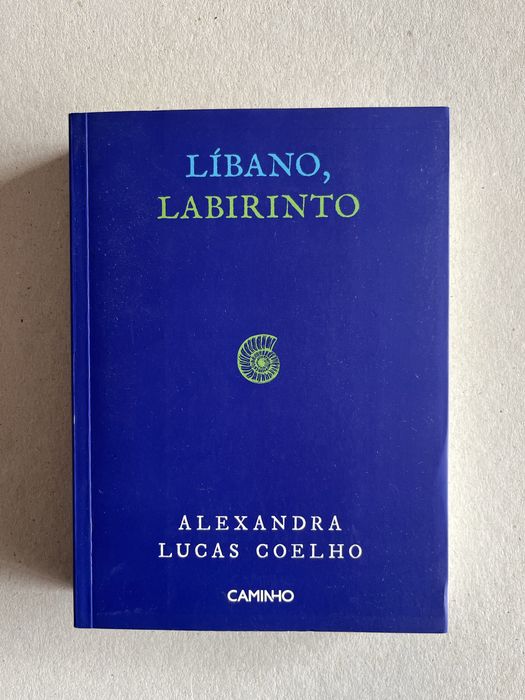 LÍBANO,
LABIRINTO
ALEXANDRA
LUCAS COELHO
CAMINHO